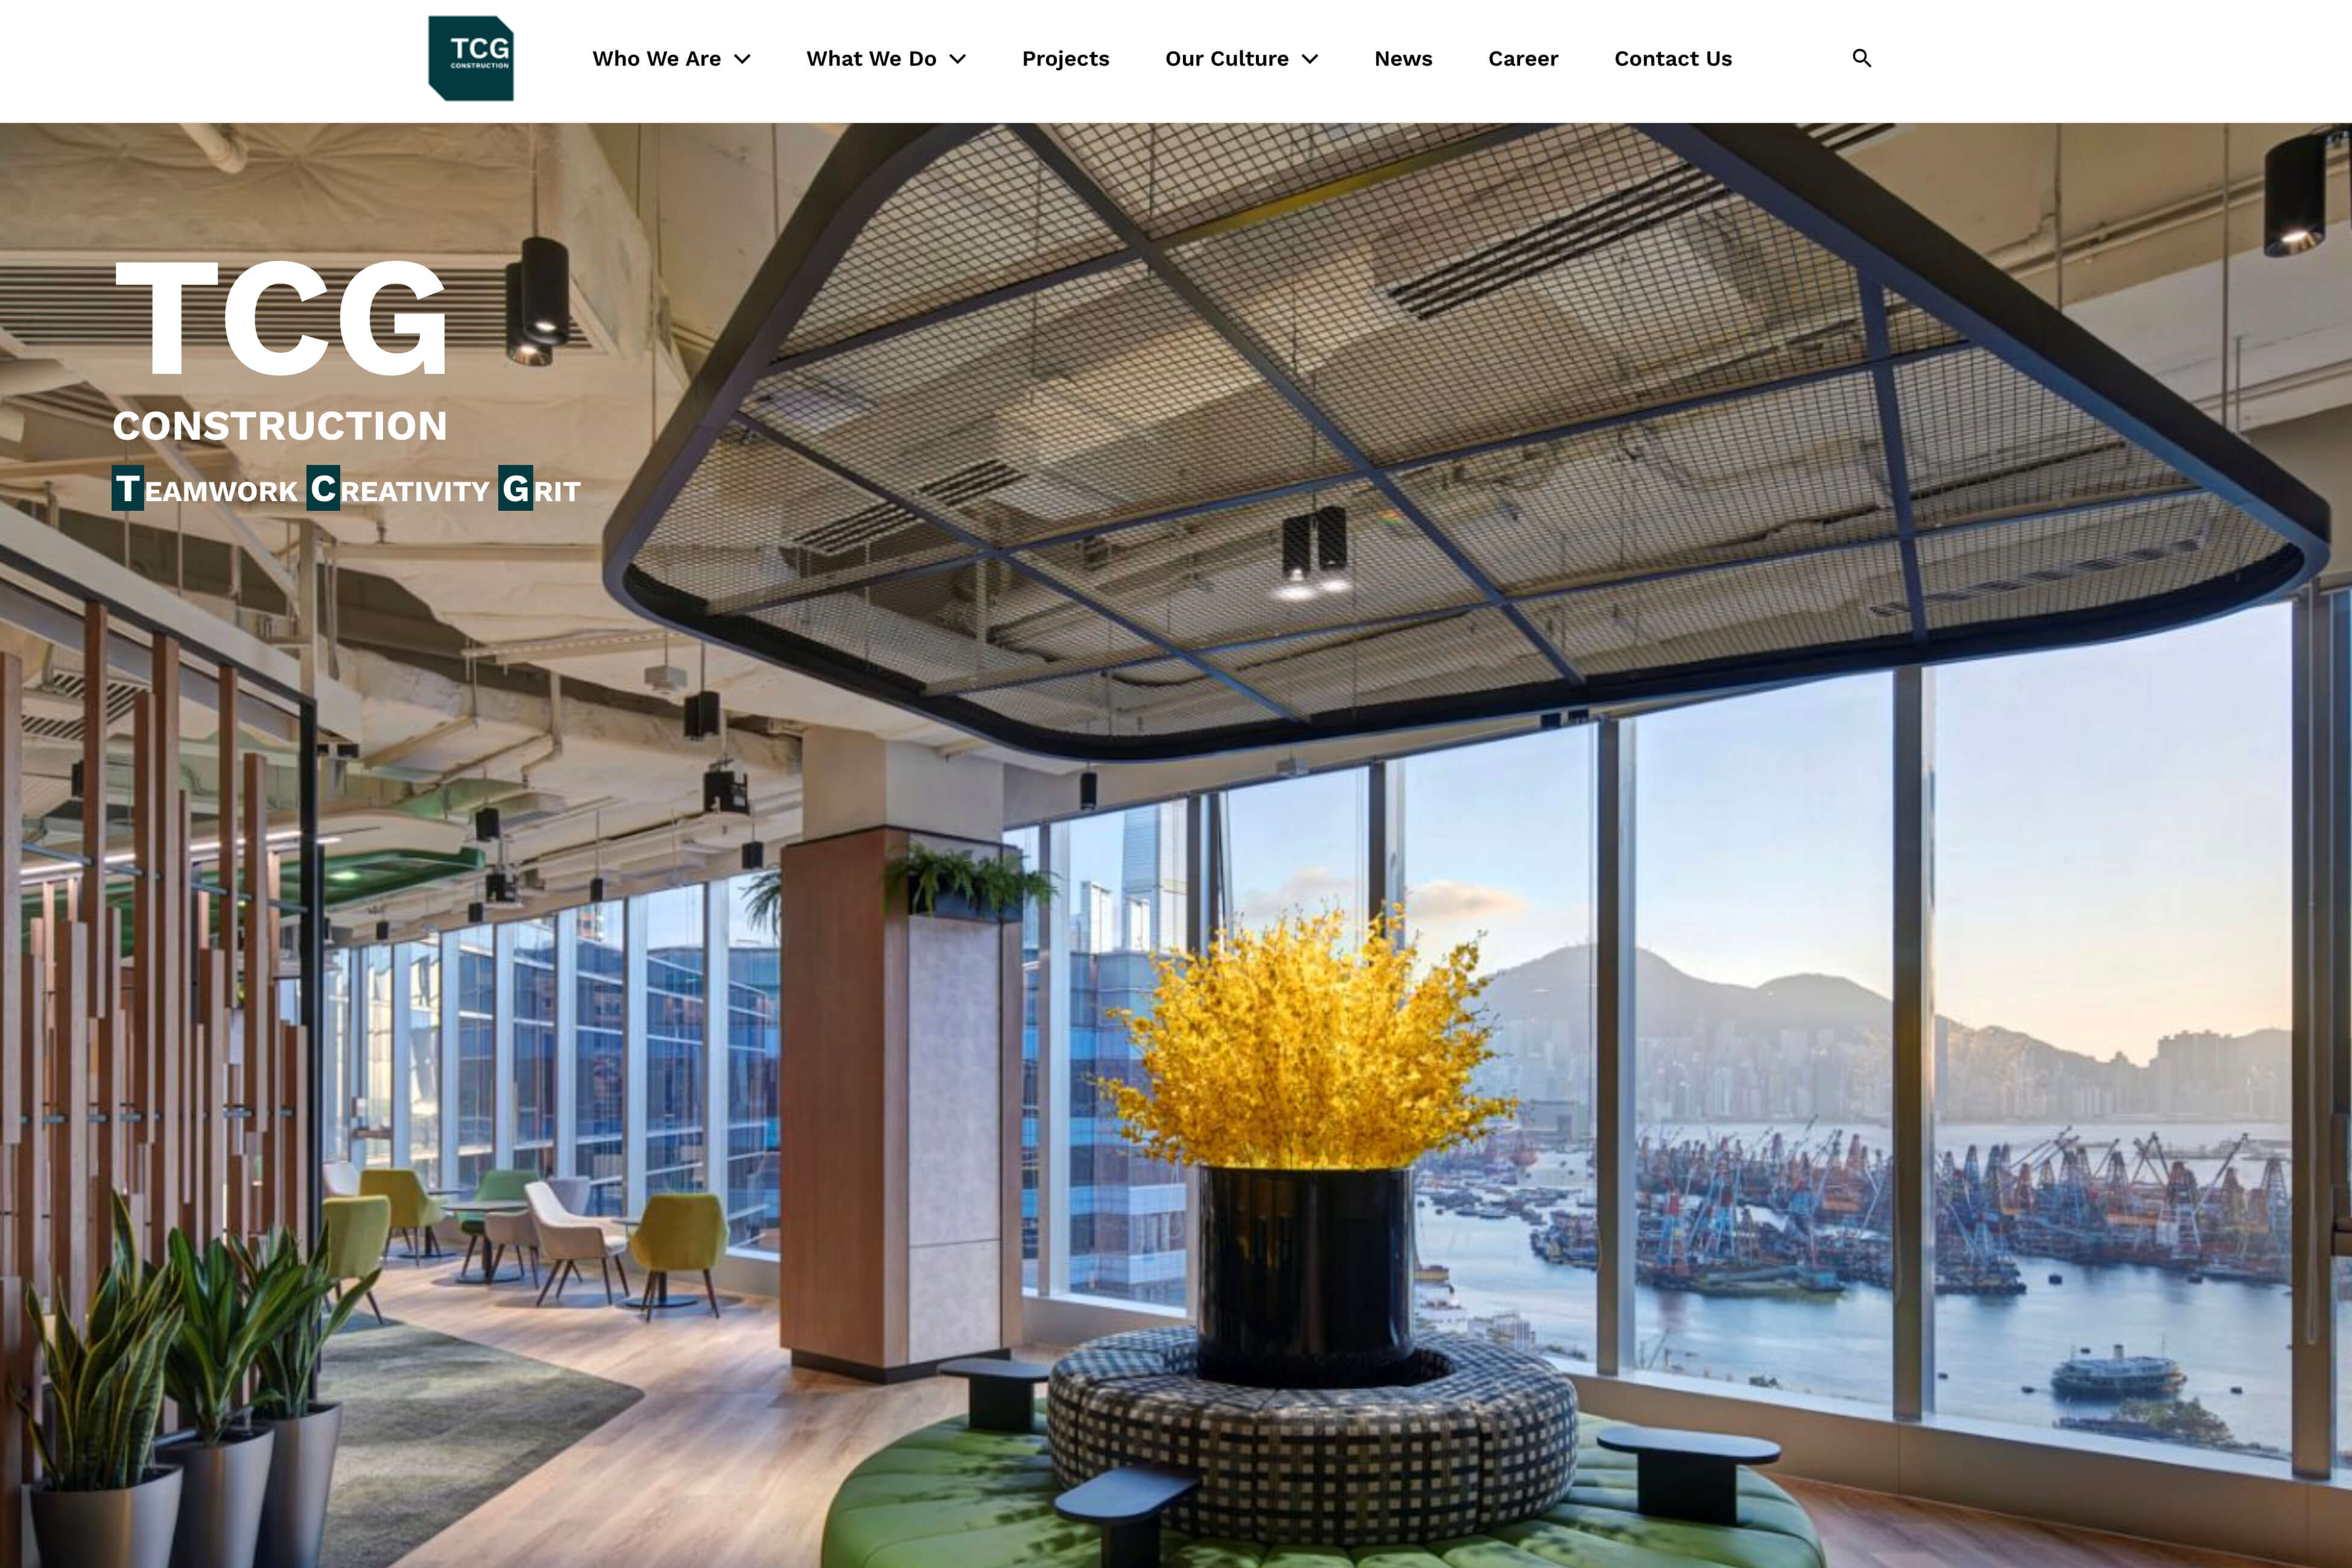 TCG
CONSTRUCTION
Who We Are
What We Do
Projects
Our Culture
News
Career
Contact Us
TCG
CONSTRUCTION
TEAMWORK CREATIVITY GRIT